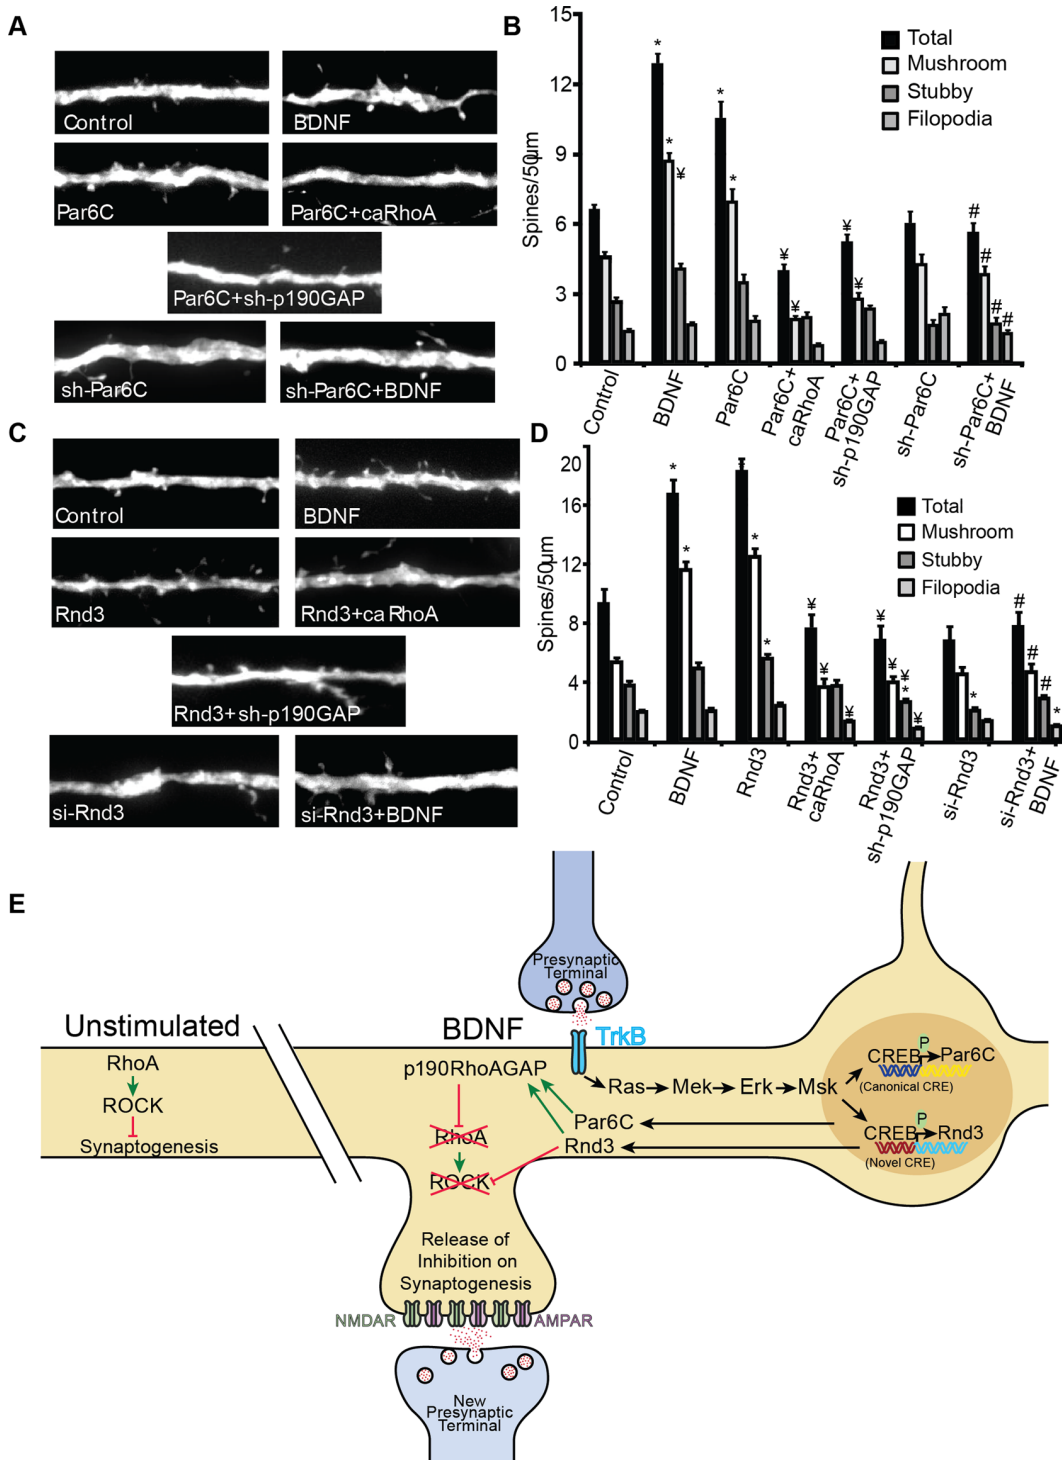 A
Control
BDNF
Par6C
Par6C+caRhoA
Par6C+sh-p190GAP
sh-Par6C
sh-Par6C+BDNF
B
Spines/50µm
15
12
9
6
3
0
Total
Mushroom
Stubby
Filopodia
*
*
¥
*
*
¥
¥
¥
¥
#
#
#
#
Control
BDNF
Par6C
Par6C+
caRhoA
Par6C+
sh-p190GAP
sh-Par6C
sh-Par6C+
BDNF
C
Control
BDNF
Rnd3
Rnd3+caRhoA
Rnd3+sh-p190GAP
si-Rnd3
si-Rnd3+BDNF
D
Spines/50µm
20
16
12
8
4
0
Total
Mushroom
Stubby
Filopodia
*
*
*
*
*
¥
¥
¥
¥
¥
¥
*
¥
*
#
#
#
*
Control
BDNF
Rnd3
Rnd3+
caRhoA
Rnd3+
sh-p190GAP
si-Rnd3
si-Rnd3+
BDNF
E
Presynaptic
Terminal
Unstimulated
BDNF
TrkB
RhoA
ROCK
Synaptogenesis
p190RhoAGAP
RhoA
ROCK
Ras
Mek
Erk
Msk
Par6C
Rnd3
P
CREB
Par6C
(Canonical CRE)
P
CREB
Rnd3
(Novel CRE)
Release of
Inhibition on
Synaptogenesis
NMDAR
AMPAR
New
Presynaptic
Terminal